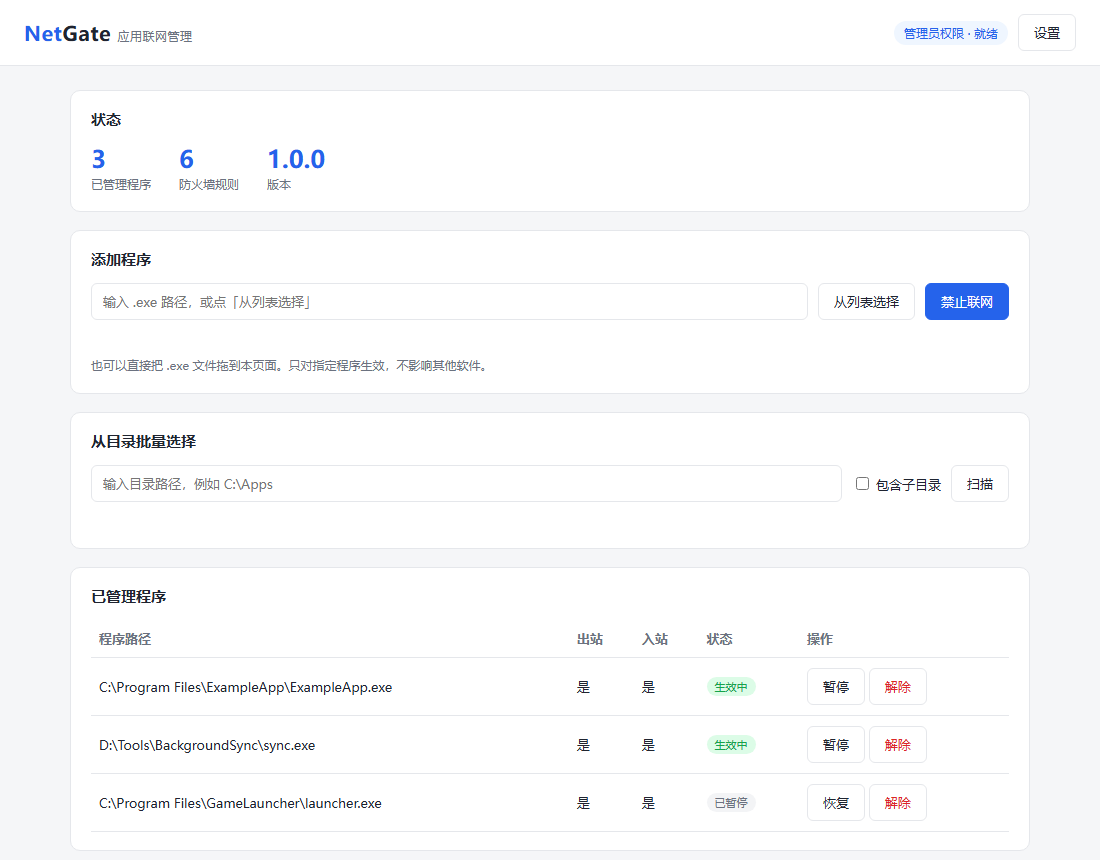 NetGate 应用联网管理 管理员权限 · 就绪 设置
状态
3 6 1.0.0
已管理程序 防火墙规则 版本
添加程序
输入 .exe 路径，或点「从列表选择」 从列表选择 禁止联网
也可以直接把 .exe 文件拖到本页面。只对指定程序生效，不影响其他软件。
从目录批量选择
输入目录路径，例如 C:\Apps 包含子目录 扫描
已管理程序
程序路径 出站 入站 状态 操作
C:\Program Files\ExampleApp\ExampleApp.exe 是 是 生效中 暂停 解除
D:\Tools\BackgroundSync\sync.exe 是 是 生效中 暂停 解除
C:\Program Files\GameLauncher\launcher.exe 是 是 已暂停 恢复 解除